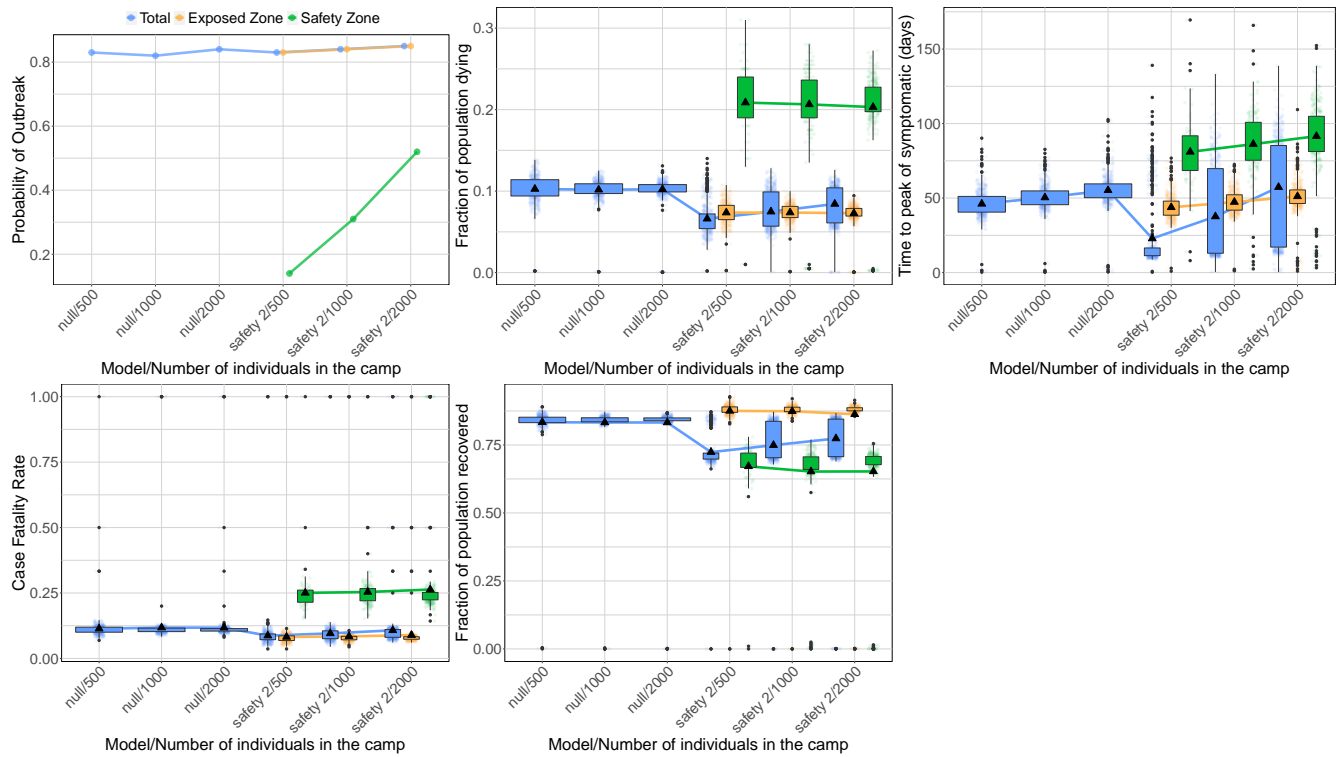 Total Exposed Zone Safety Zone
Probability of Outbreak
0.8
0.6
0.4
0.2
null/500
null/1000
null/2000
safety 2/500
safety 2/1000
safety 2/2000
Model/Number of individuals in the camp
Fraction of population dying
0.3
0.2
0.1
0.0
null/500
null/1000
null/2000
safety 2/500
safety 2/1000
safety 2/2000
Model/Number of individuals in the camp
Time to peak of symptomatic (days)
150
100
50
0
null/500
null/1000
null/2000
safety 2/500
safety 2/1000
safety 2/2000
Model/Number of individuals in the camp
Case Fatality Rate
1.00
0.75
0.50
0.25
0.00
null/500
null/1000
null/2000
safety 2/500
safety 2/1000
safety 2/2000
Model/Number of individuals in the camp
Fraction of population recovered
0.75
0.50
0.25
0.00
null/500
null/1000
null/2000
safety 2/500
safety 2/1000
safety 2/2000
Model/Number of individuals in the camp